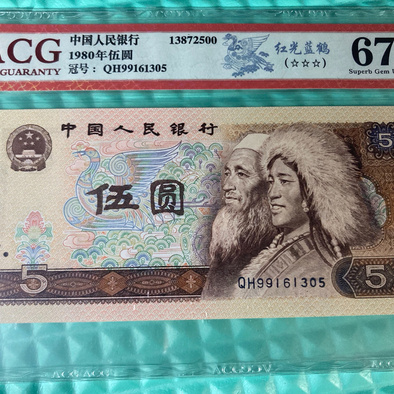 ACG
GUARANTY
中国人民银行 13872500
1980年伍圆
冠号： QH99161305
红光蓝鹤
(☆☆☆)
67
Superb Gem U
中国人民银行
伍圆
5
5
5
QH99161305